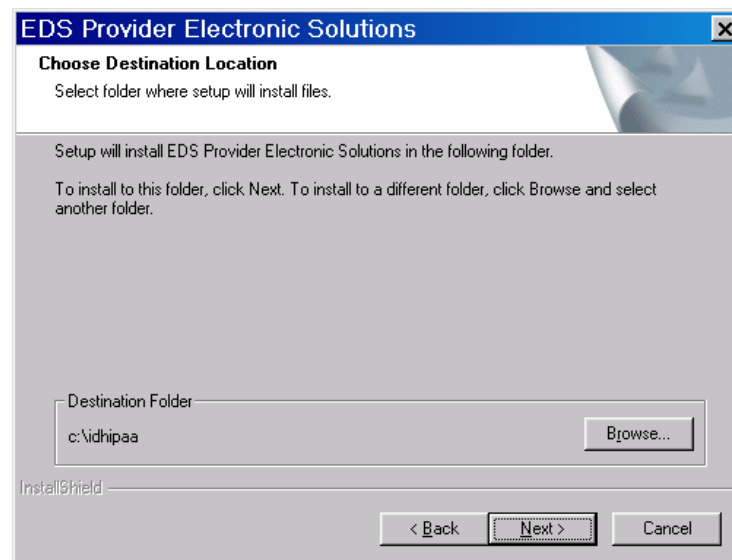 EDS Provider Electronic Solutions
Choose Destination Location
Select folder where setup will install files.
Setup will install EDS Provider Electronic Solutions in the following folder.
To install to this folder, click Next. To install to a different folder, click Browse and select
another folder.
Destination Folder
c:\idhipaa
Browse...
InstallShield
< Back
Next >
Cancel